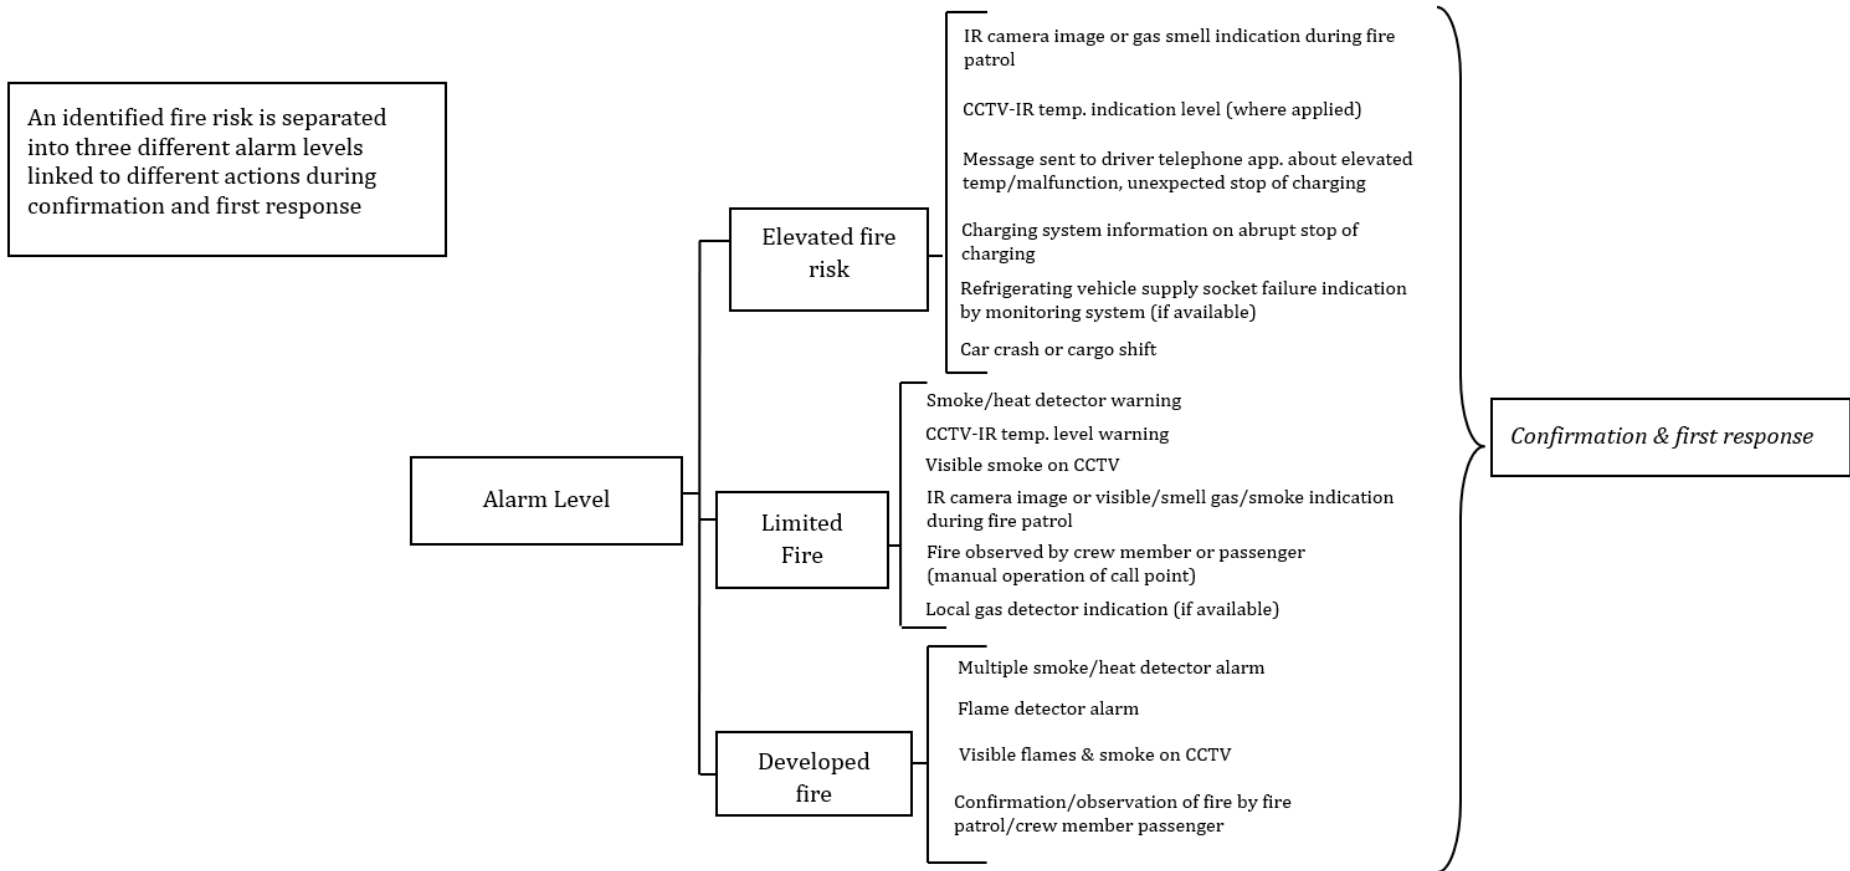 An identified fire risk is separated
into three different alarm levels
linked to different actions during
confirmation and first response
Alarm Level
Elevated fire
risk
IR camera image or gas smell indication during fire
patrol
CCTV-IR temp. indication level (where applied)
Message sent to driver telephone app. about elevated
temp/malfunction, unexpected stop of charging
Charging system information on abrupt stop of
charging
Refrigerating vehicle supply socket failure indication
by monitoring system (if available)
Car crash or cargo shift
Limited
Fire
Smoke/heat detector warning
CCTV-IR temp. level warning
Visible smoke on CCTV
IR camera image or visible/smell gas/smoke indication
during fire patrol
Fire observed by crew member or passenger
(manual operation of call point)
Local gas detector indication (if available)
Developed
fire
Multiple smoke/heat detector alarm
Flame detector alarm
Visible flames & smoke on CCTV
Confirmation/observation of fire by fire
patrol/crew member passenger
Confirmation & first response